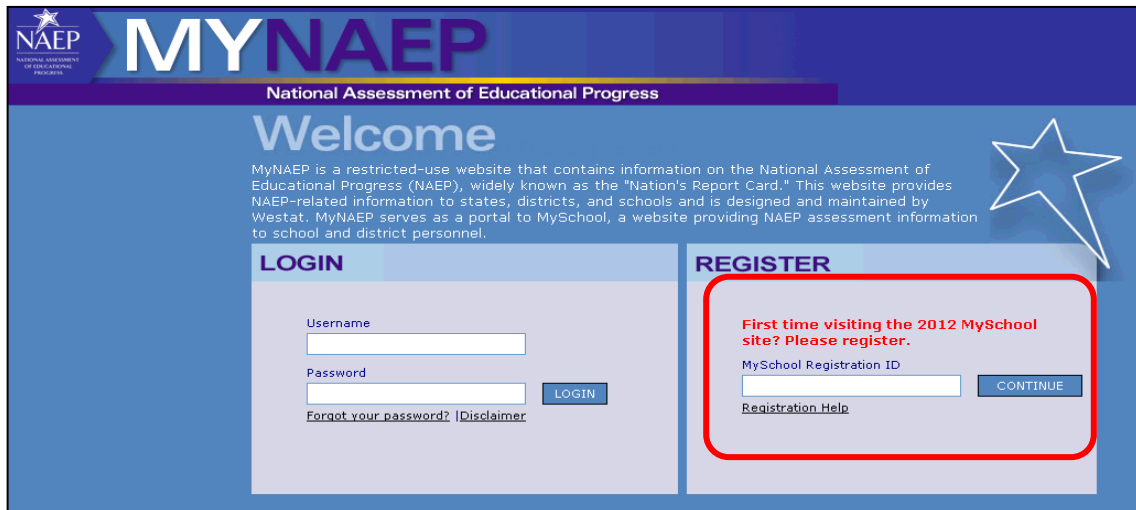 NAEP
NATIONAL ASSESSMENT
OF EDUCATIONAL
PROGRESS
MYNAEP
National Assessment of Educational Progress
Welcome
MyNAEP is a restricted-use website that contains information on the National Assessment of
Educational Progress (NAEP), widely known as the "Nation's Report Card." This website provides
NAEP-related information to states, districts, and schools and is designed and maintained by
Westat. MyNAEP serves as a portal to MySchool, a website providing NAEP assessment information
to school and district personnel.
LOGIN
Username
Password
LOGIN
Forgot your password? |Disclaimer
REGISTER
First time visiting the 2012 MySchool
site? Please register.
MySchool Registration ID
CONTINUE
Registration Help